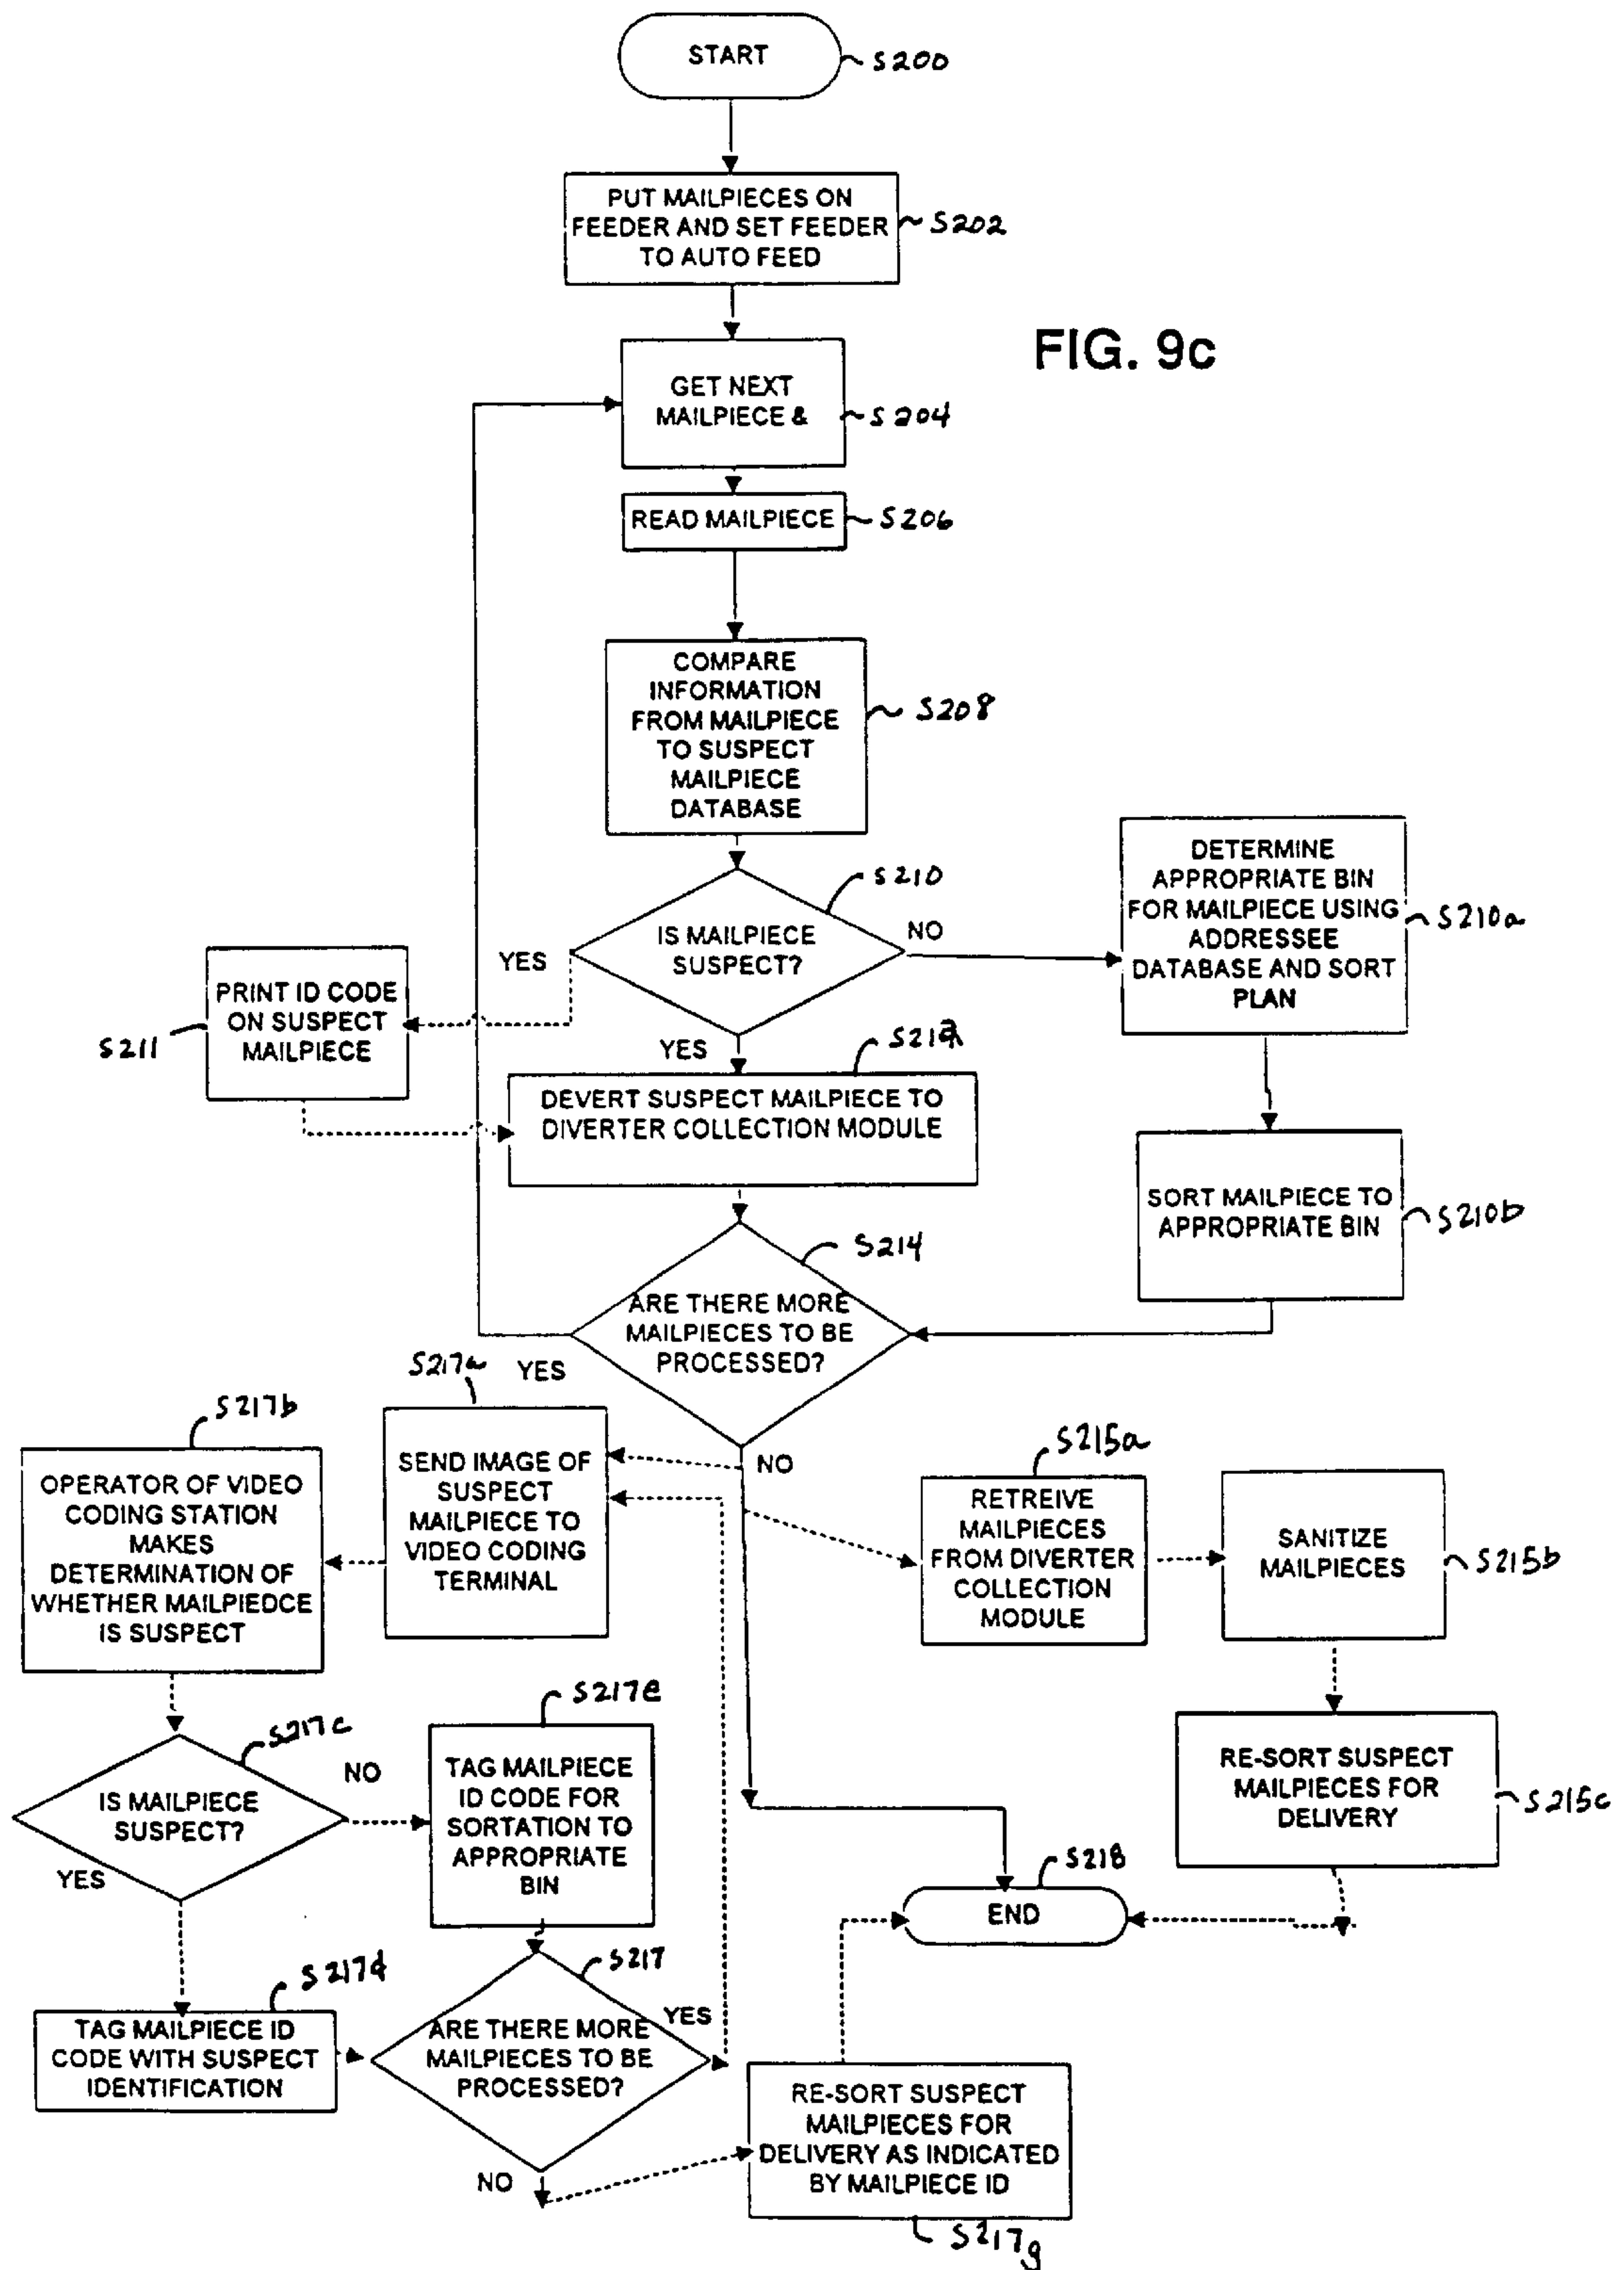 START
S200
PUT MAILPIECES ON
FEEDER AND SET FEEDER
TO AUTO FEED
S202
FIG. 9c
GET NEXT
MAILPIECE &
S204
READ MAILPIECE
S206
COMPARE
INFORMATION
FROM MAILPIECE
TO SUSPECT
MAILPIECE
DATABASE
S208
S210
IS MAILPIECE
SUSPECT?
NO
YES
DETERMINE
APPROPRIATE BIN
FOR MAILPIECE USING
ADDRESSEE
DATABASE AND SORT
PLAN
S210a
PRINT ID CODE
ON SUSPECT
MAILPIECE
S211
YES
DEVERT SUSPECT MAILPIECE TO
DIVERTER COLLECTION MODULE
SORT MAILPIECE TO
APPROPRIATE BIN
S210b
S214
ARE THERE MORE
MAILPIECES TO BE
PROCESSED?
YES
NO
S217a
SEND IMAGE OF
SUSPECT
MAILPIECE TO
VIDEO CODING
TERMINAL
S217b
OPERATOR OF VIDEO
CODING STATION
MAKES
DETERMINATION OF
WHETHER MAILPIEDCE
IS SUSPECT
S215a
RETREIVE
MAILPIECES
FROM DIVERTER
COLLECTION
MODULE
SANITIZE
MAILPIECES
S215b
RE-SORT SUSPECT
MAILPIECES FOR
DELIVERY
S215c
S217c
IS MAILPIECE
SUSPECT?
NO
YES
S217e
TAG MAILPIECE
ID CODE FOR
SORTATION TO
APPROPRIATE
BIN
S218
END
S217d
TAG MAILPIECE ID
CODE WITH SUSPECT
IDENTIFICATION
S217
ARE THERE MORE
MAILPIECES TO BE
PROCESSED?
YES
NO
RE-SORT SUSPECT
MAILPIECES FOR
DELIVERY AS INDICATED
BY MAILPIECE ID
S217g